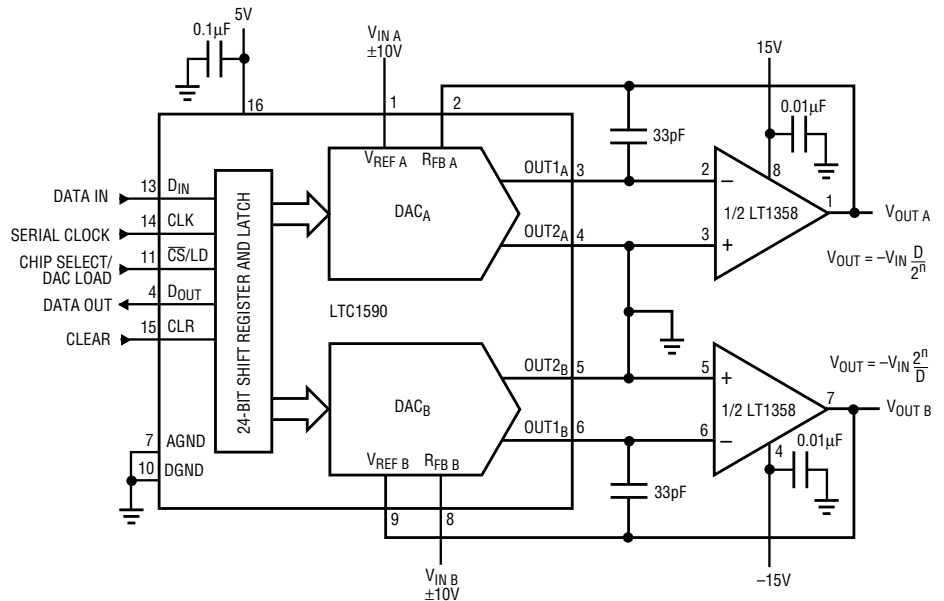 5V
0.1µF
16
V_IN A
±10V
1
2
33pF
15V
0.01µF
8
V_REF A
R_FB A
DAC_A
OUT1_A 3
OUT2_A 4
2 −
3 +
1/2 LT1358
1
V_OUT A
V_OUT = −V_IN D/2ⁿ
DATA IN 13 D_IN
SERIAL CLOCK 14 CLK
CHIP SELECT/
DAC LOAD 11 C̅S̅/LD
DATA OUT 4 D_OUT
CLEAR 15 CLR
24-BIT SHIFT REGISTER AND LATCH
LTC1590
7 AGND
10 DGND
DAC_B
V_REF B
R_FB B
OUT2_B 5
OUT1_B 6
5 +
6 −
1/2 LT1358
7
V_OUT B
V_OUT = −V_IN 2ⁿ/D
4
0.01µF
33pF
9
8
V_IN B
±10V
−15V